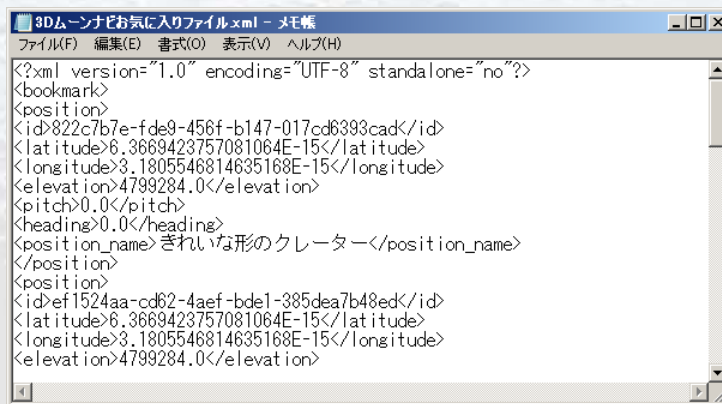 3Dムーンナビお気に入りファイル.xml - メモ帳
ファイル(F) 編集(E) 書式(O) 表示(V) ヘルプ(H)
<?xml version="1.0" encoding="UTF-8" standalone="no"?>
<bookmark>
<position>
<id>822c7b7e-fde9-456f-b147-017cd6393cad</id>
<latitude>6.3669423757081064E-15</latitude>
<longitude>3.1805546814635168E-15</longitude>
<elevation>4799284.0</elevation>
<pitch>0.0</pitch>
<heading>0.0</heading>
<position_name>きれいな形のクレーター</position_name>
</position>
<position>
<id>ef1524aa-cd62-4aef-bde1-385dea7b48ed</id>
<latitude>6.3669423757081064E-15</latitude>
<longitude>3.1805546814635168E-15</longitude>
<elevation>4799284.0</elevation>